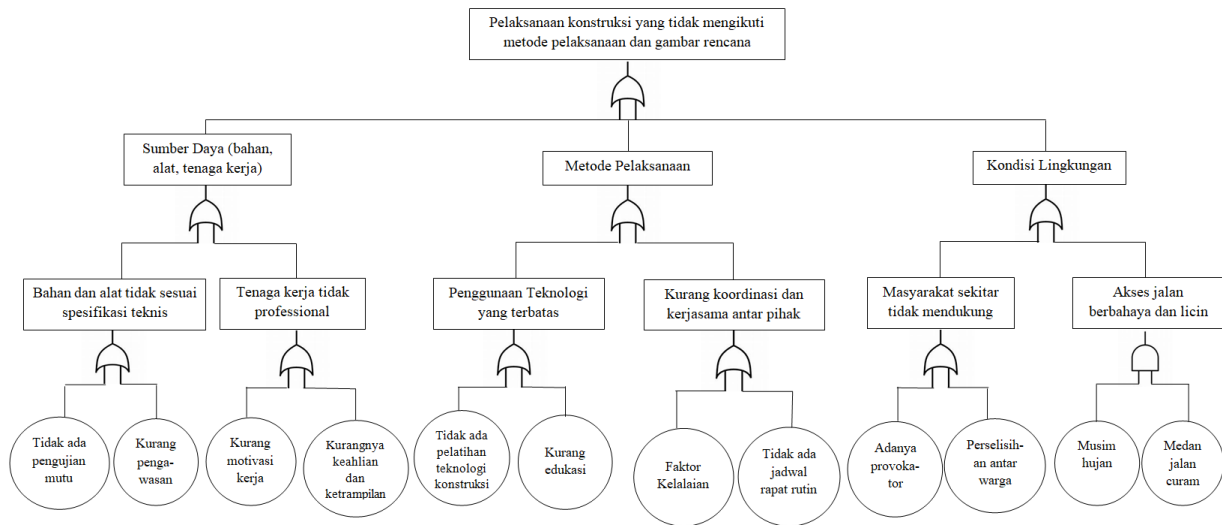 Pelaksanaan konstruksi yang tidak mengikuti
metode pelaksanaan dan gambar rencana
Sumber Daya (bahan,
alat, tenaga kerja)
Metode Pelaksanaan
Kondisi Lingkungan
Bahan dan alat tidak sesuai
spesifikasi teknis
Tenaga kerja tidak
professional
Penggunaan Teknologi
yang terbatas
Kurang koordinasi dan
kerjasama antar pihak
Masyarakat sekitar
tidak mendukung
Akses jalan
berbahaya dan licin
Tidak ada
pengujian
mutu
Kurang
penga-
wasan
Kurang
motivasi
kerja
Kurangnya
keahlian
dan
ketrampilan
Tidak ada
pelatihan
teknologi
konstruksi
Kurang
edukasi
Faktor
Kelalaian
Tidak ada
jadwal
rapat rutin
Adanya
provoka-
tor
Perselisih-
an antar
warga
Musim
hujan
Medan
jalan
curam